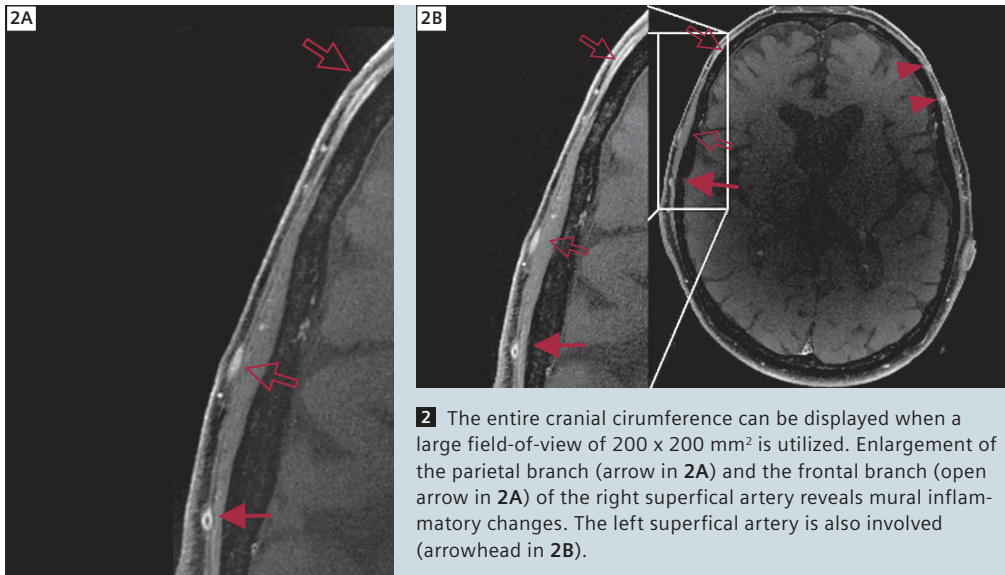 2A
2B
2 The entire cranial cirumference can be displayed when a
large field-of-view of 200 x 200 mm² is utilized. Enlargement of
the parietal branch (arrow in 2A) and the frontal branch (open
arrow in 2A) of the right superfical artery reveals mural inflam-
matory changes. The left superfical artery is also involved
(arrowhead in 2B).